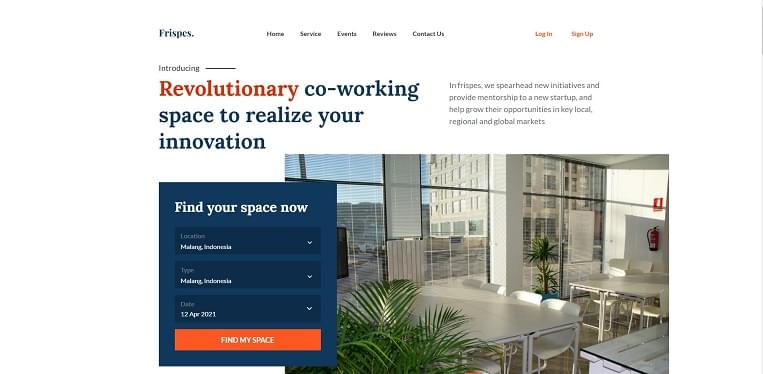 Frispes.
Home Service Events Reviews Contact Us
Log In Sign Up
Introducing
Revolutionary co-working
space to realize your
innovation
In frispes, we spearhead new initiatives and
provide mentorship to a new startup, and
help grow their opportunities in key local,
regional and global markets
Find your space now
Location
Malang, Indonesia
Type
Malang, Indonesia
Date
12 Apr 2021
FIND MY SPACE